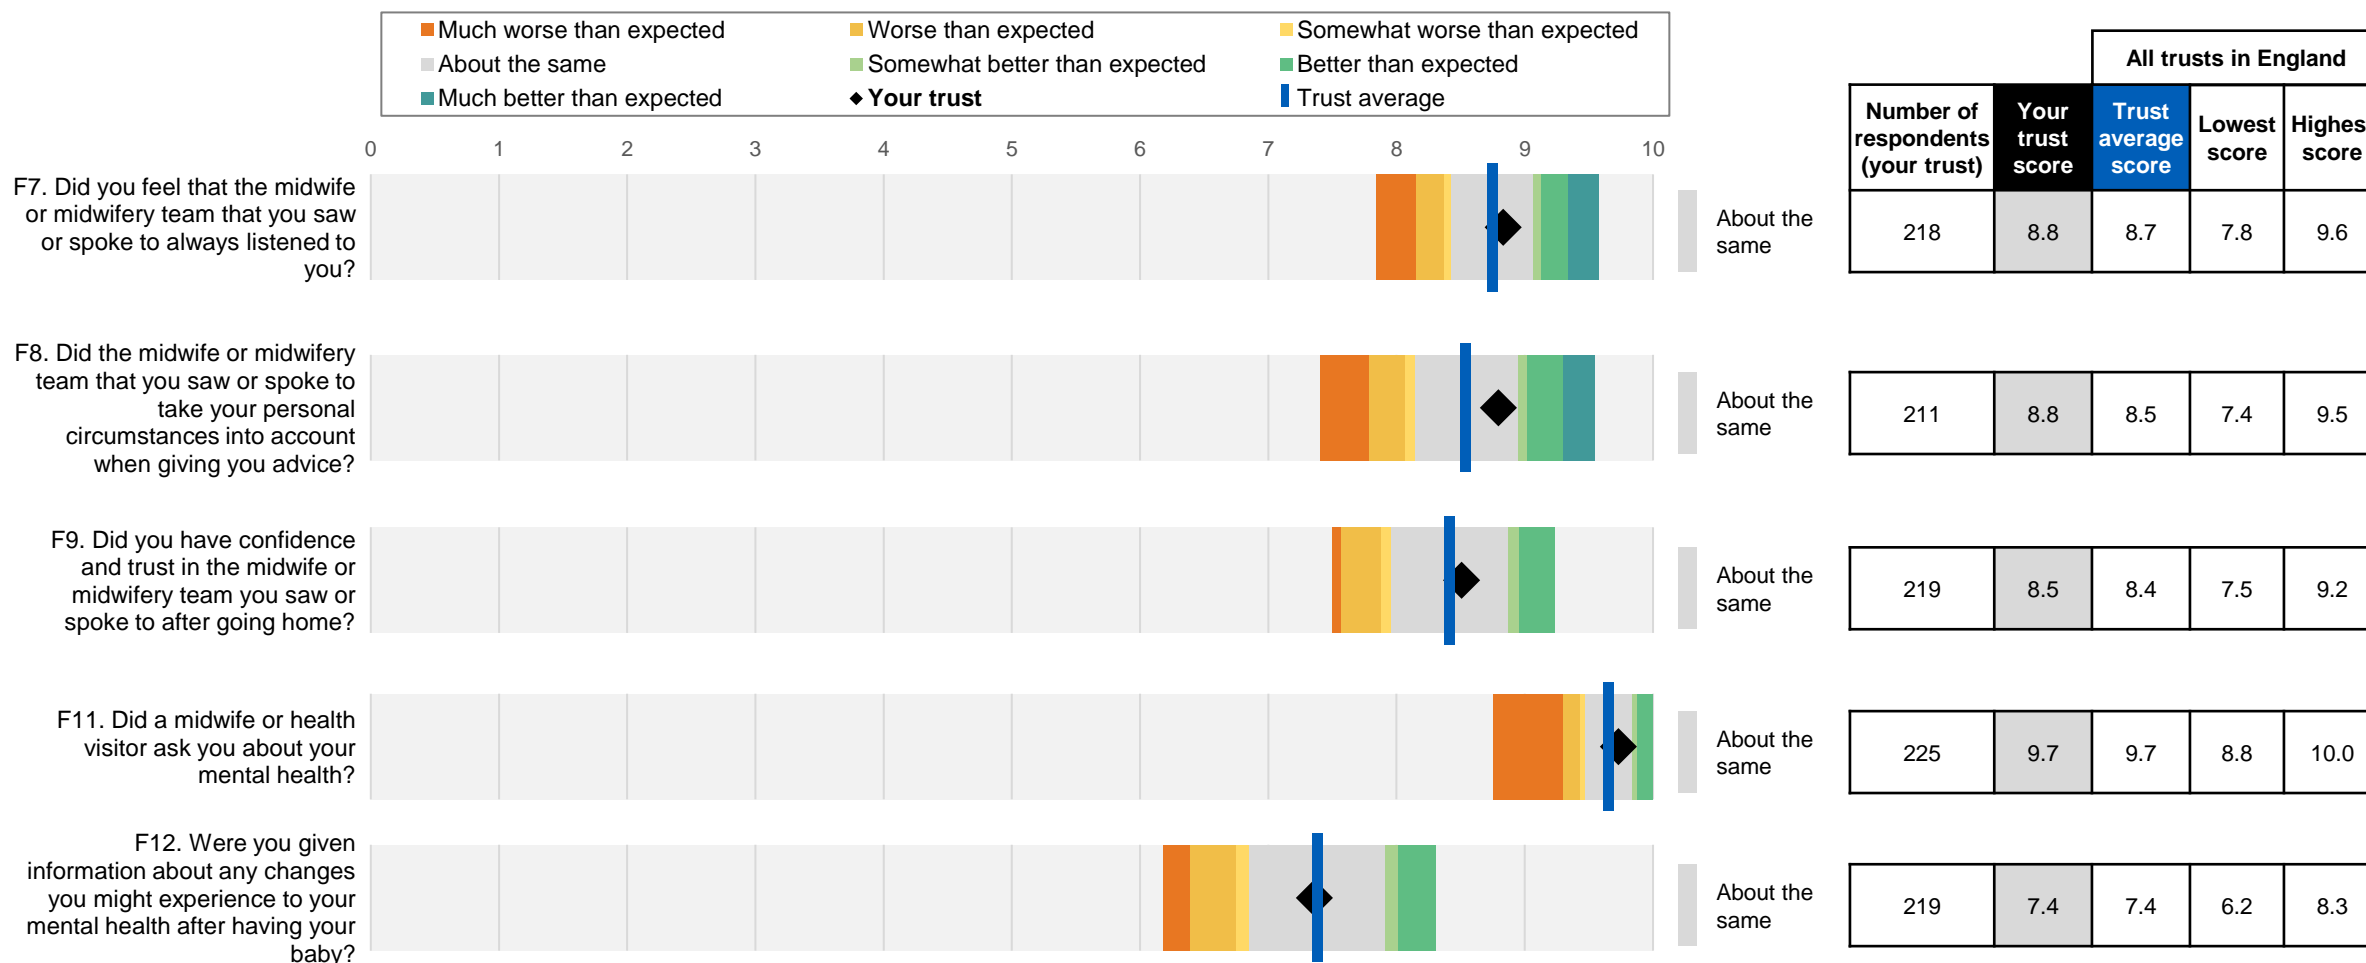 Much worse than expected
Worse than expected
Somewhat worse than expected
About the same
Somewhat better than expected
Better than expected
Much better than expected
Your trust
Trust average
All trusts in England
Number of
respondents
(your trust)
Your
trust
score
Trust
average
score
Lowest
score
Highes
score
0 1 2 3 4 5 6 7 8 9 10
F7. Did you feel that the midwife
or midwifery team that you saw
or spoke to always listened to
you?
About the
same
218 8.8 8.7 7.8 9.6
F8. Did the midwife or midwifery
team that you saw or spoke to
take your personal
circumstances into account
when giving you advice?
About the
same
211 8.8 8.5 7.4 9.5
F9. Did you have confidence
and trust in the midwife or
midwifery team you saw or
spoke to after going home?
About the
same
219 8.5 8.4 7.5 9.2
F11. Did a midwife or health
visitor ask you about your
mental health?
About the
same
225 9.7 9.7 8.8 10.0
F12. Were you given
information about any changes
you might experience to your
mental health after having your
baby?
About the
same
219 7.4 7.4 6.2 8.3